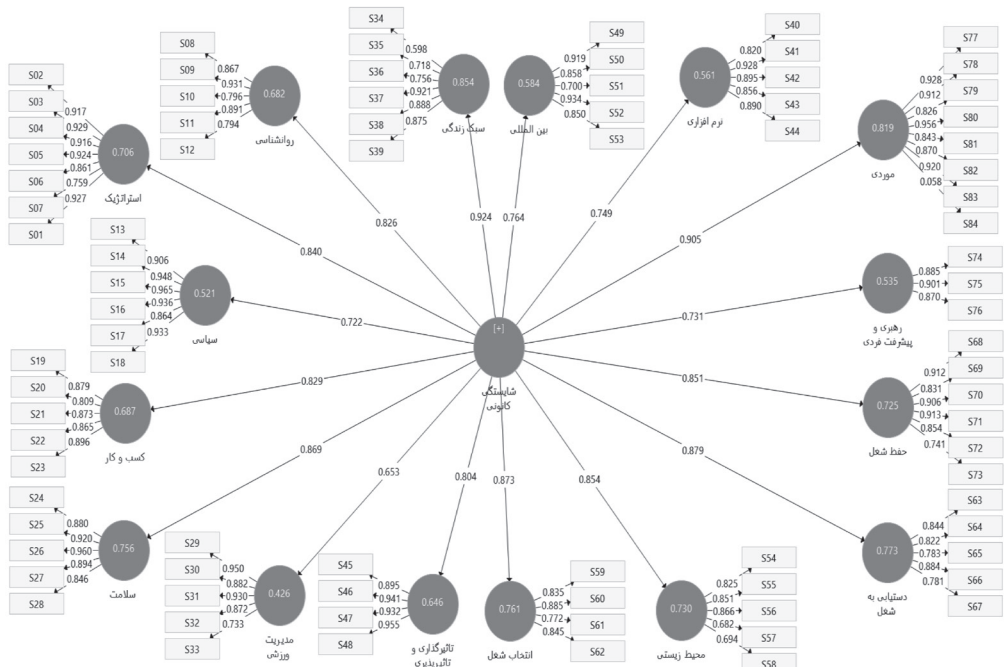 S34
S35
S36
S37
S38
S39
0.598
0.718
0.756
0.921
0.888
0.875
0.854
سبک زندگی
S49
S50
S51
S52
S53
0.919
0.858
0.700
0.934
0.850
0.584
بین المللی
S40
S41
S42
S43
S44
0.820
0.928
0.895
0.856
0.890
0.561
نرم افزاری
S77
S78
S79
S80
S81
S82
S83
S84
0.928
0.912
0.826
0.956
0.843
0.870
0.920
0.058
0.819
موردی
S08
S09
S10
S11
S12
0.867
0.931
0.796
0.891
0.794
0.682
روانشناسی
S02
S03
S04
S05
S06
S07
S01
0.917
0.929
0.916
0.924
0.861
0.759
0.927
0.706
استراتژیک
S13
S14
S15
S16
S17
S18
0.906
0.948
0.965
0.936
0.864
0.933
0.521
سیاسی
S74
S75
S76
0.885
0.901
0.870
0.535
رهبری و
پیشرفت فردی
S19
S20
S21
S22
S23
0.879
0.809
0.873
0.865
0.896
0.687
کسب و کار
S68
S69
S70
S71
S72
S73
0.912
0.831
0.906
0.913
0.854
0.741
0.725
حفظ شغل
S24
S25
S26
S27
S28
0.880
0.920
0.960
0.894
0.846
0.756
سلامت
S63
S64
S65
S66
S67
0.844
0.822
0.783
0.884
0.781
0.773
دستیابی به
شغل
S29
S30
S31
S32
S33
0.950
0.882
0.930
0.872
0.733
0.426
مدیریت
ورزشی
S45
S46
S47
S48
0.895
0.941
0.932
0.955
0.646
تاثیرگذاری و
تاثیرپذیری
S59
S60
S61
S62
0.835
0.885
0.772
0.845
0.761
انتخاب شغل
S54
S55
S56
S57
S58
0.825
0.851
0.866
0.682
0.694
0.730
محیط زیستی
[+]
شایستگی
کانونی
0.924
0.764
0.749
0.905
0.826
0.840
0.722
0.731
0.829
0.851
0.869
0.879
0.653
0.804
0.873
0.854